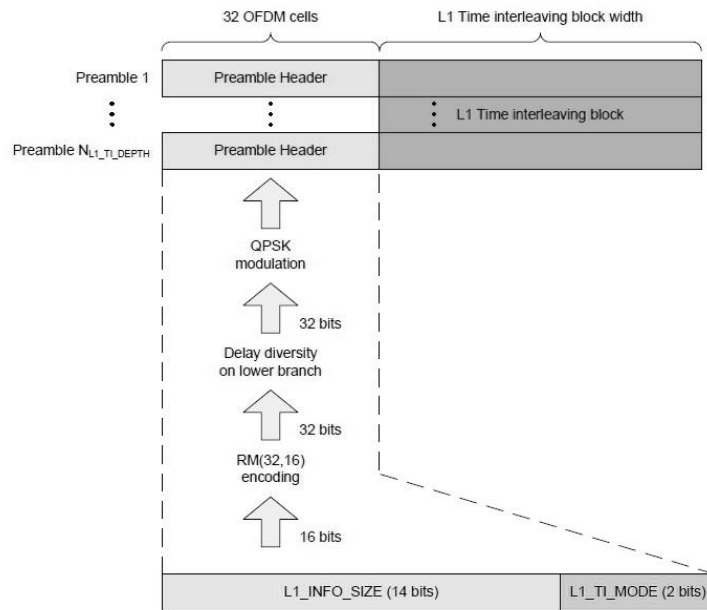 32 OFDM cells
L1 Time interleaving block width
Preamble 1
Preamble Header
L1 Time interleaving block
Preamble N_L1_TI_DEPTH
Preamble Header
QPSK
modulation
32 bits
Delay diversity
on lower branch
32 bits
RM(32,16)
encoding
16 bits
L1_INFO_SIZE (14 bits)
L1_TI_MODE (2 bits)